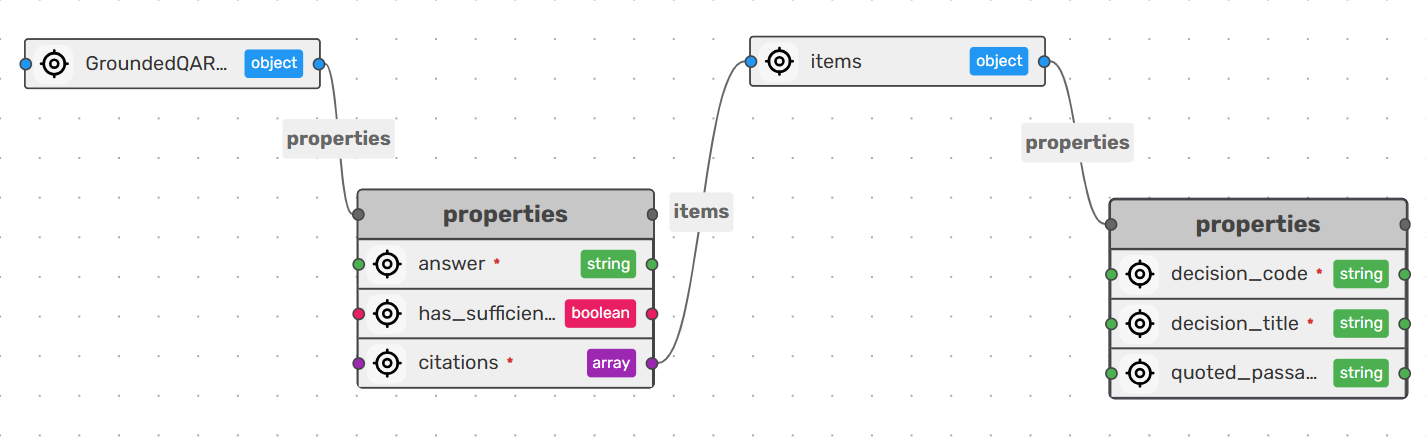 GroundedQAR... object
properties
properties
answer * string
has_sufficien... boolean
citations * array
items
items object
properties
properties
decision_code * string
decision_title * string
quoted_passa... string